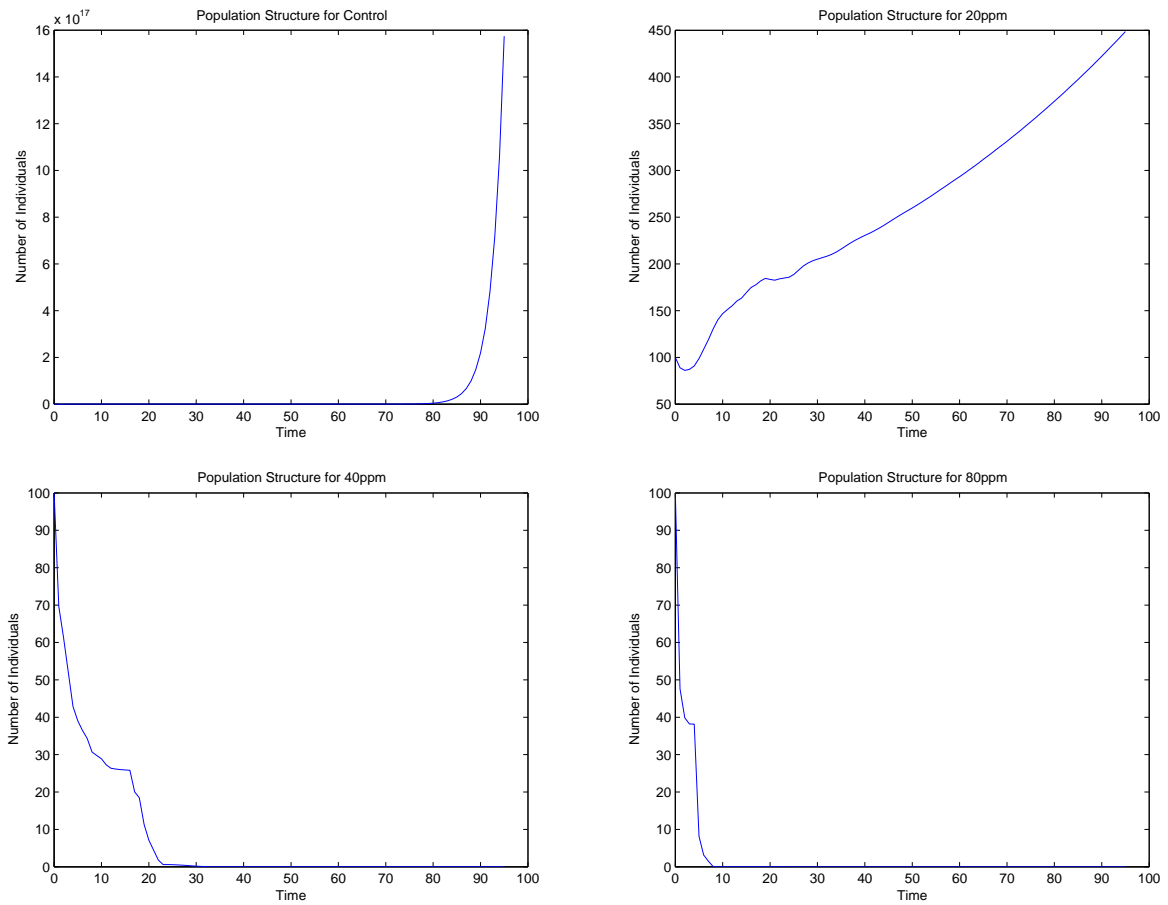 Population Structure for Control
x 10^17
16
14
12
10
8
6
4
2
0
Number of Individuals
0 10 20 30 40 50 60 70 80 90 100
Time
Population Structure for 20ppm
450
400
350
300
250
200
150
100
50
Number of Individuals
0 10 20 30 40 50 60 70 80 90 100
Time
Population Structure for 40ppm
100
90
80
70
60
50
40
30
20
10
0
Number of Individuals
0 10 20 30 40 50 60 70 80 90 100
Time
Population Structure for 80ppm
100
90
80
70
60
50
40
30
20
10
0
Number of Individuals
0 10 20 30 40 50 60 70 80 90 100
Time